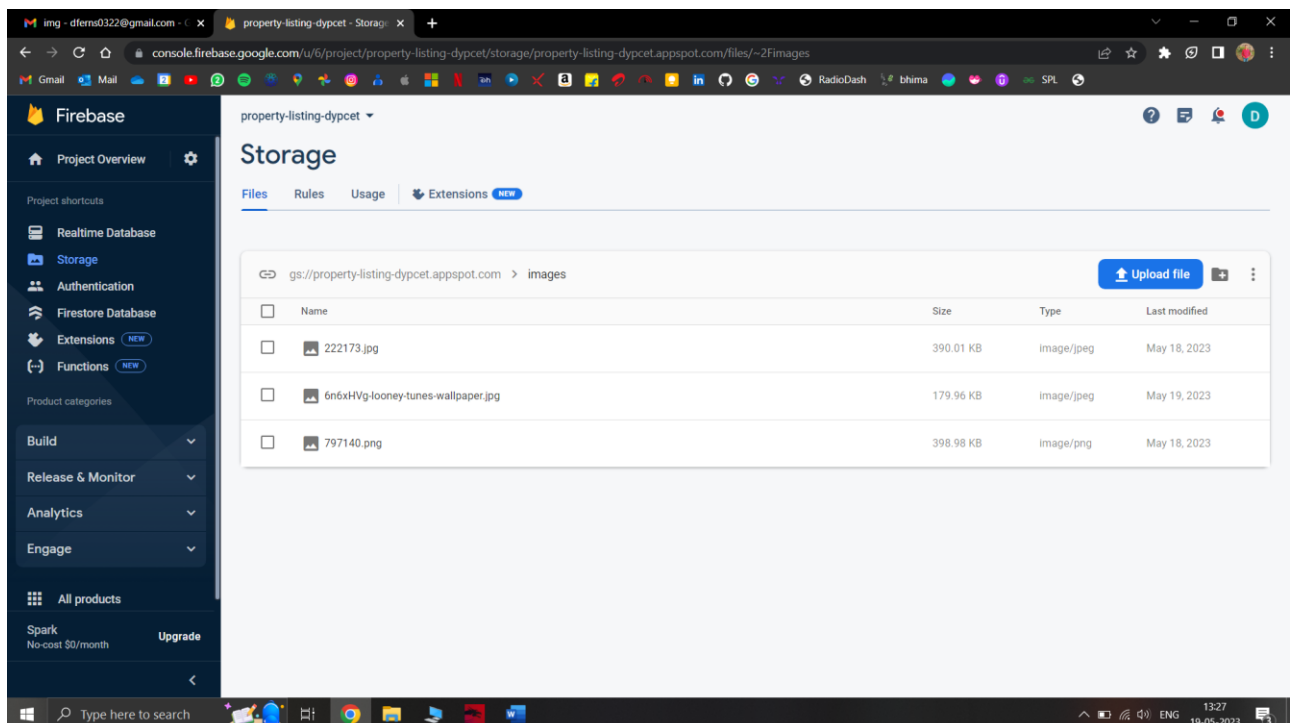 img - dferns0322@gmail.com - G
property-listing-dypcet - Storage
console.firebase.google.com/u/6/project/property-listing-dypcet/storage/property-listing-dypcet.appspot.com/files/~2Fimages
Gmail Mail RadioDash bhima SPL
Firebase
Project Overview
Project shortcuts
Realtime Database
Storage
Authentication
Firestore Database
Extensions NEW
Functions NEW
Product categories
Build
Release & Monitor
Analytics
Engage
All products
Spark
No-cost $0/month
Upgrade
property-listing-dypcet
D
Storage
Files Rules Usage Extensions NEW
gs://property-listing-dypcet.appspot.com > images
Upload file
Name Size Type Last modified
222173.jpg 390.01 KB image/jpeg May 18, 2023
6n6xHVg-looney-tunes-wallpaper.jpg 179.96 KB image/jpeg May 19, 2023
797140.png 398.98 KB image/png May 18, 2023
Type here to search
ENG
13:27
19-05-2023